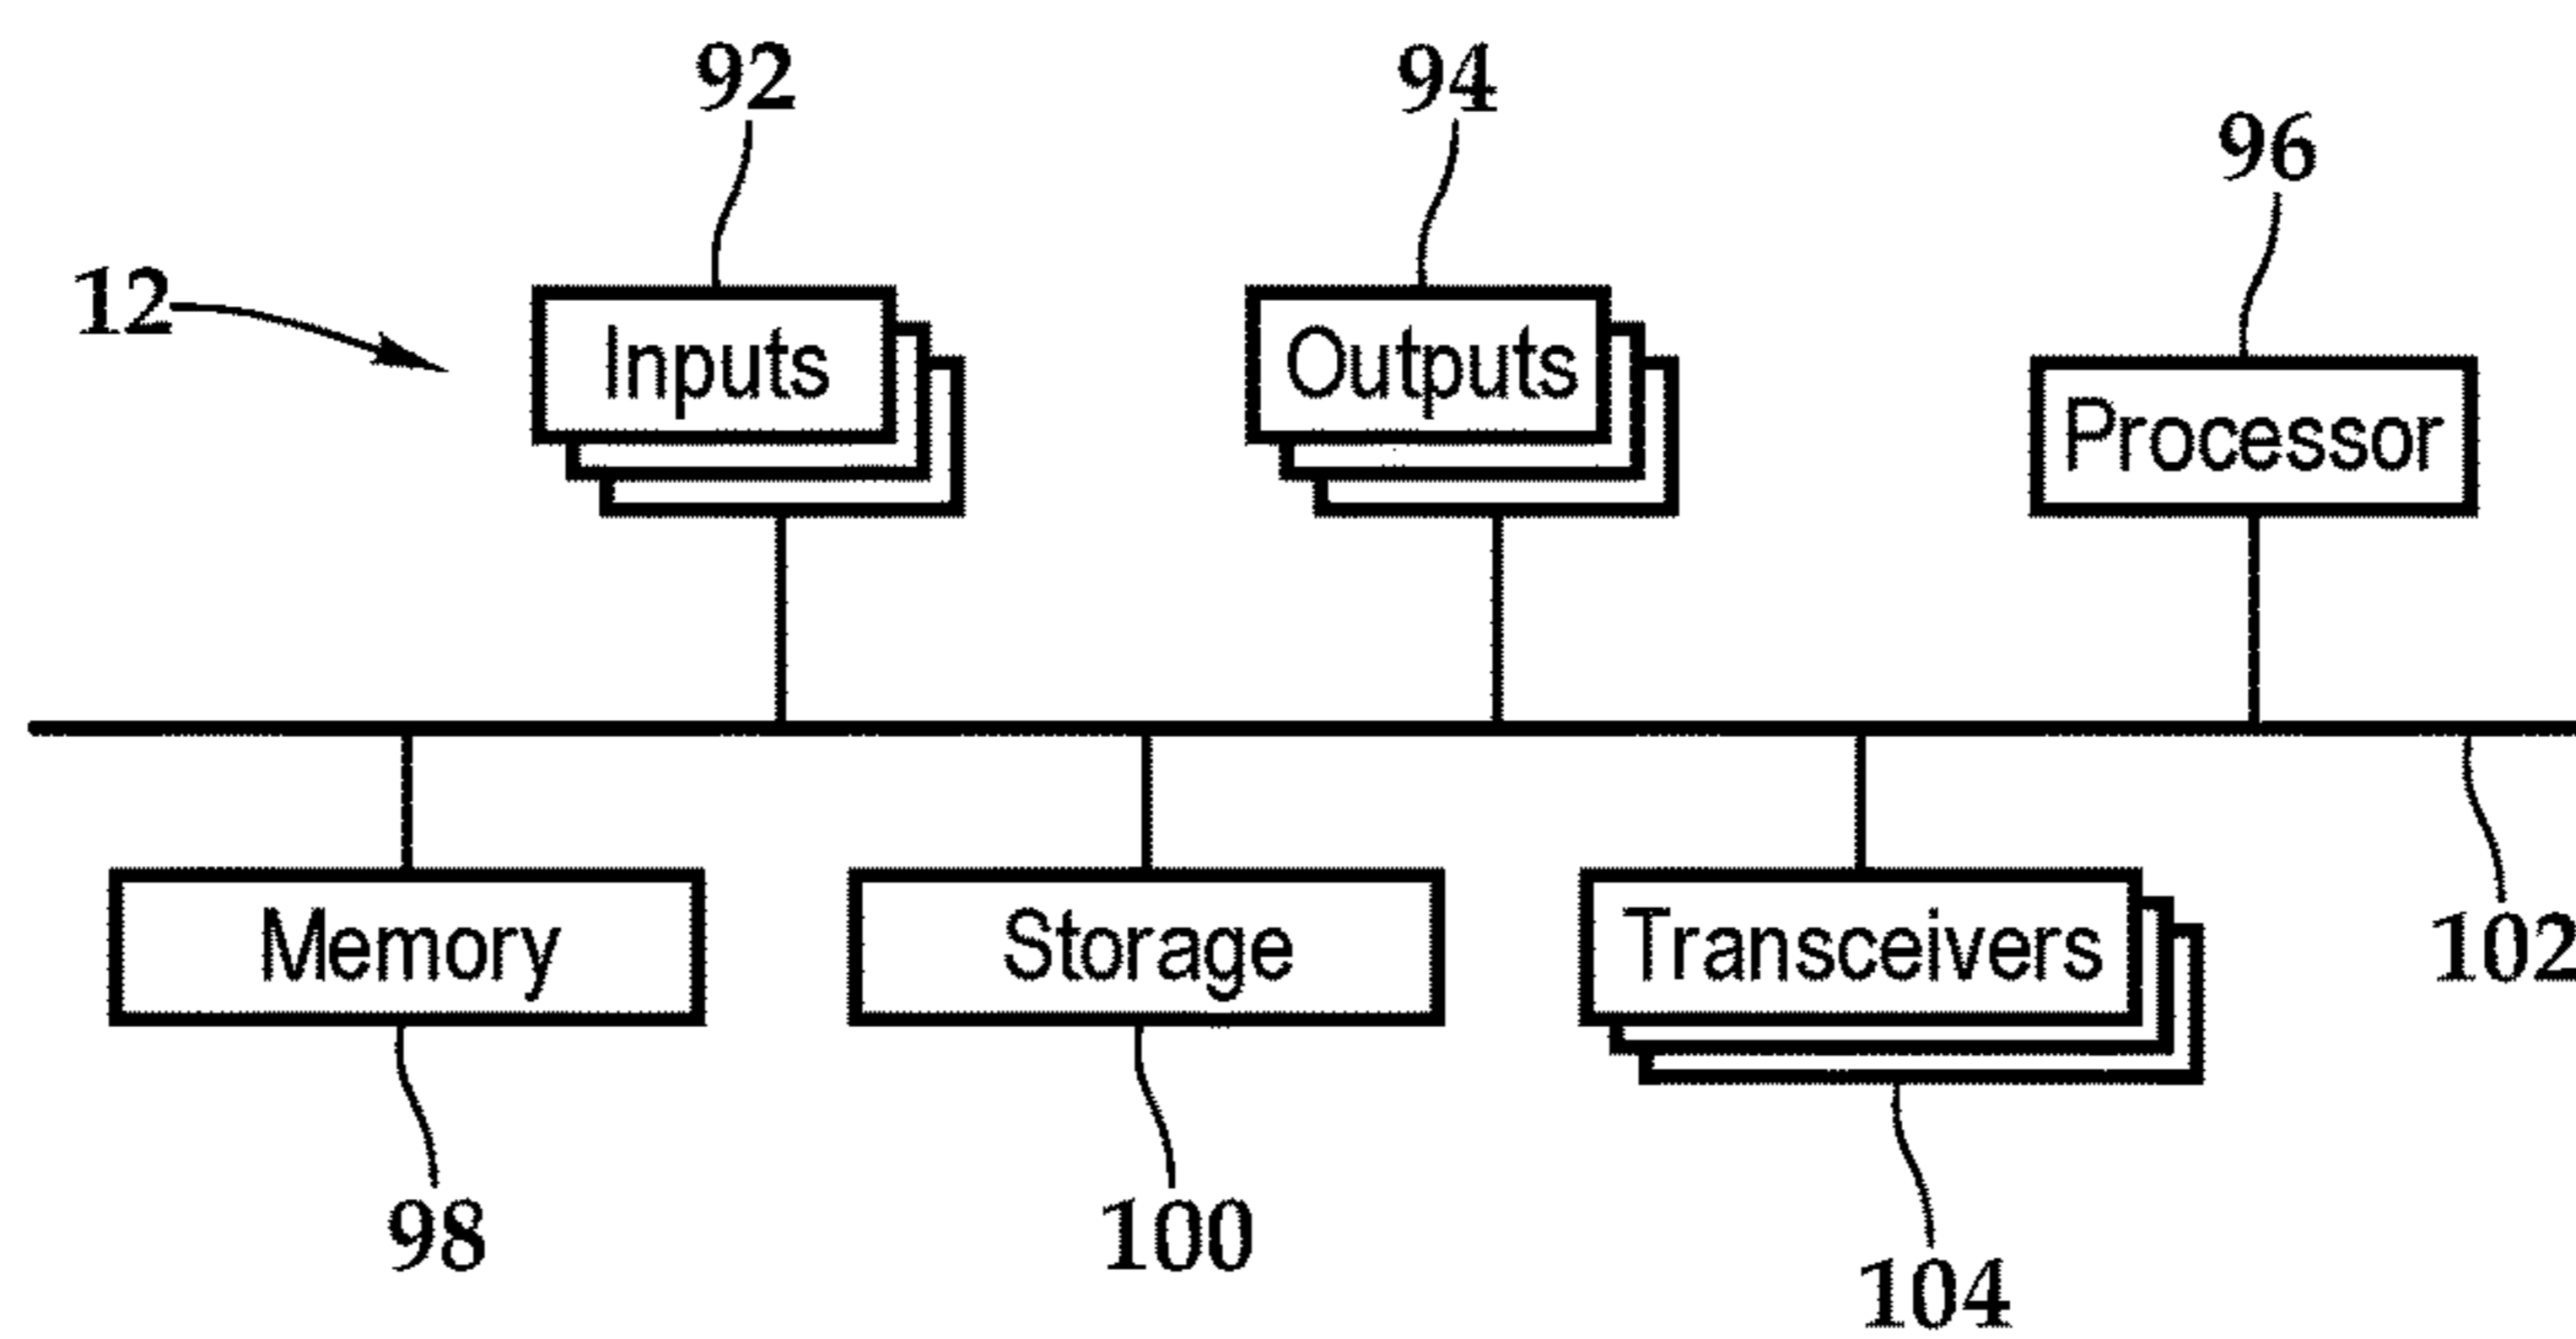 92
94
96
12
Inputs
Outputs
Processor
Memory
Storage
Transceivers
102
98
100
104